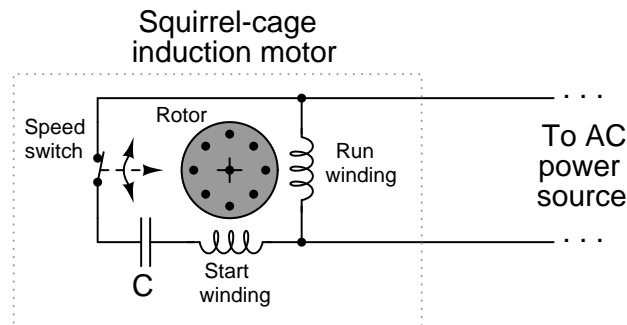 Squirrel-cage
induction motor
Speed
switch
Rotor
Run
winding
To AC
power
source
C
Start
winding